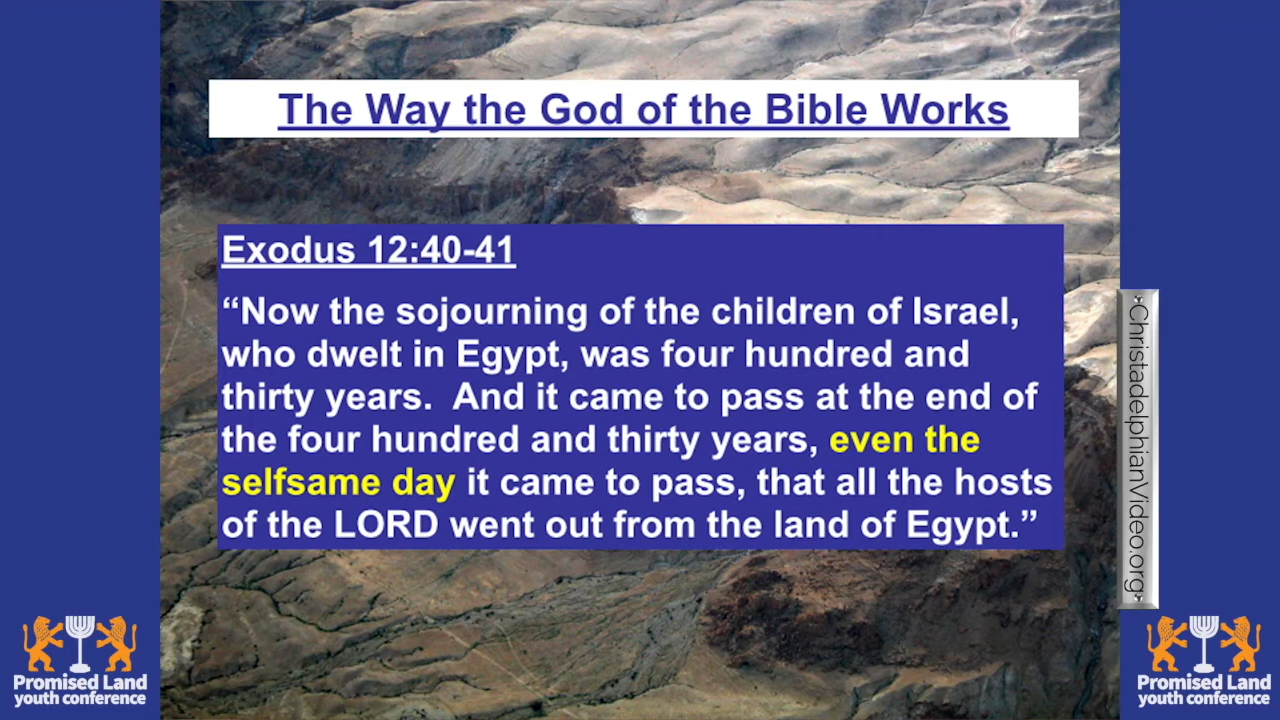 The Way the God of the Bible Works
Exodus 12:40-41
“Now the sojourning of the children of Israel,
who dwelt in Egypt, was four hundred and
thirty years.  And it came to pass at the end of
the four hundred and thirty years, even the
selfsame day it came to pass, that all the hosts
of the LORD went out from the land of Egypt.”
ChristadelphianVideo.org
Promised Land
youth conference
Promised Land
youth conference